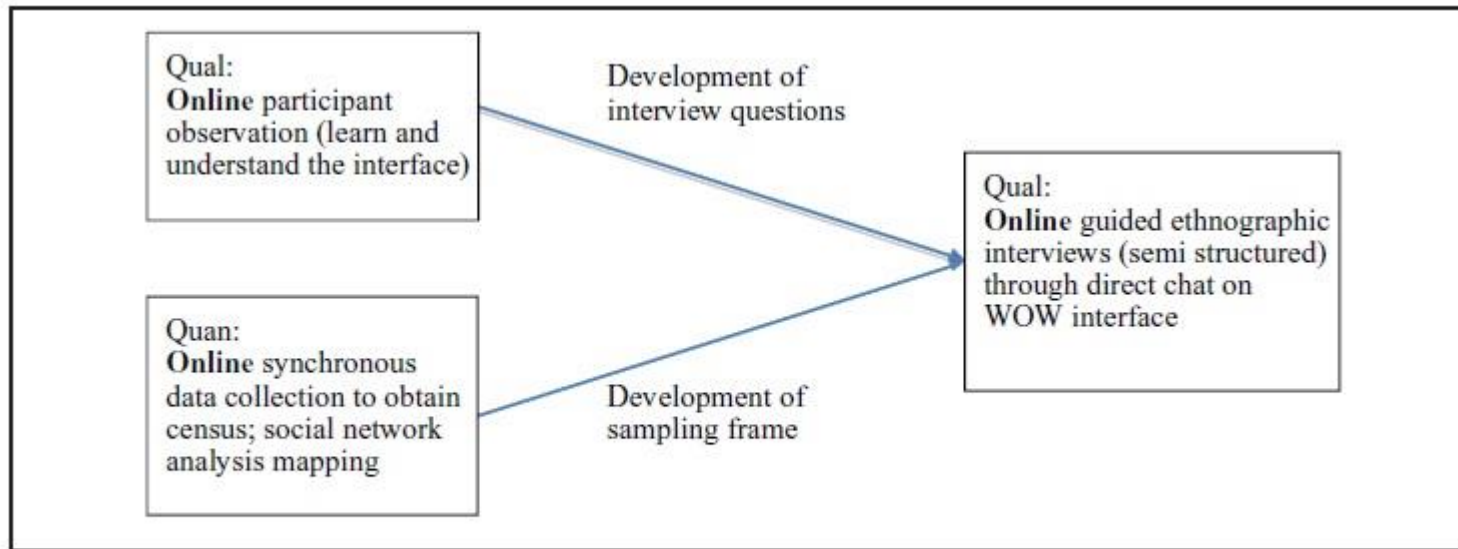 Qual:
Online participant
observation (learn and
understand the interface)
Development of
interview questions
Qual:
Online guided ethnographic
interviews (semi structured)
through direct chat on
WOW interface
Quan:
Online synchronous
data collection to obtain
census; social network
analysis mapping
Development of
sampling frame